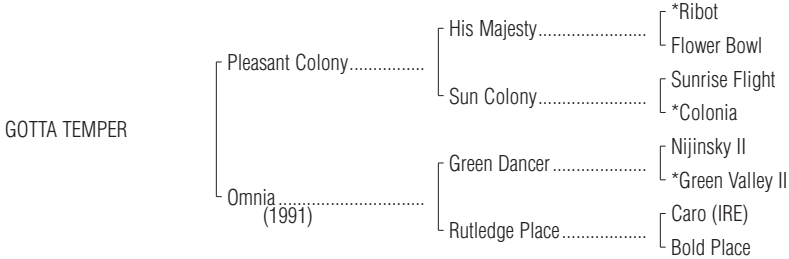 *Ribot
His Majesty......................
Flower Bowl
Pleasant Colony...............
Sunrise Flight
Sun Colony......................
*Colonia
GOTTA TEMPER
Nijinsky II
Green Dancer ...................
*Green Valley II
Omnia.............................
(1991)
Caro (IRE)
Rutledge Place.................
Bold Place